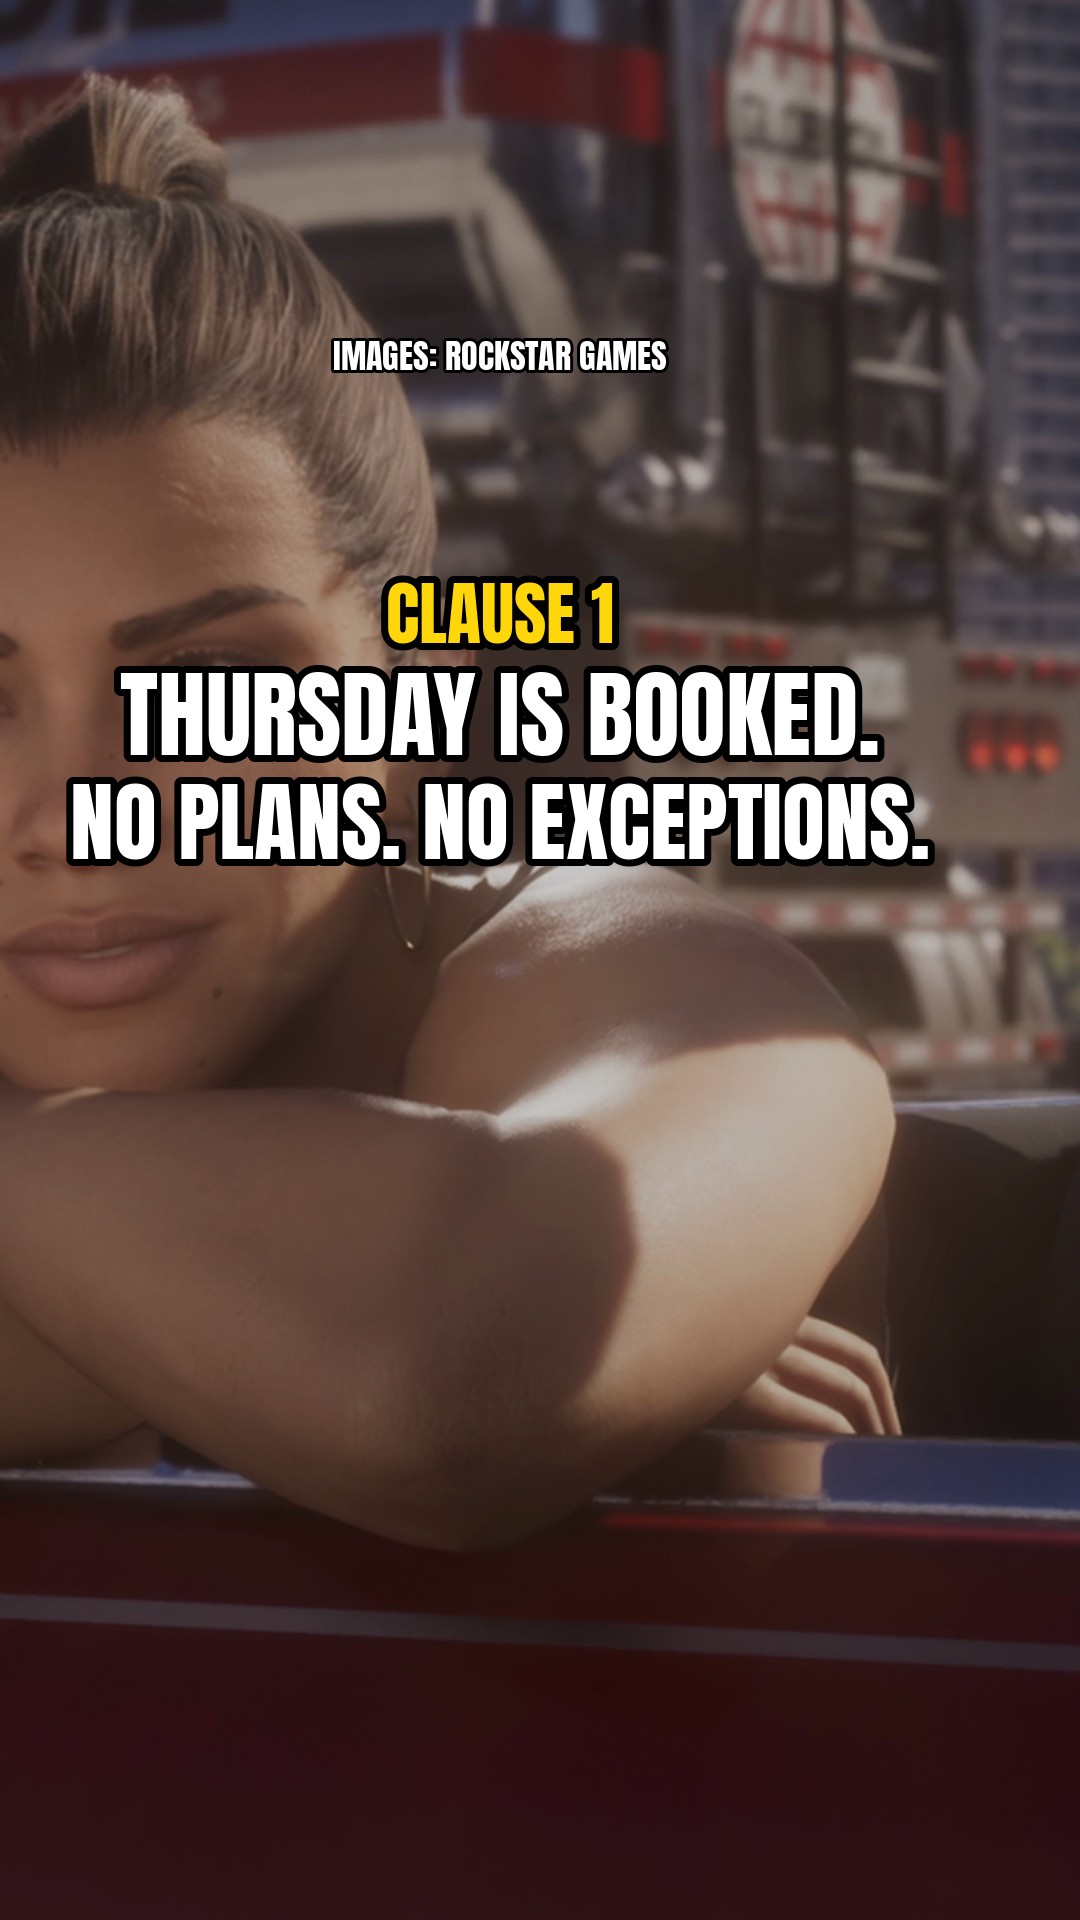 IMAGES: ROCKSTAR GAMES
CLAUSE 1
THURSDAY IS BOOKED.
NO PLANS. NO EXCEPTIONS.